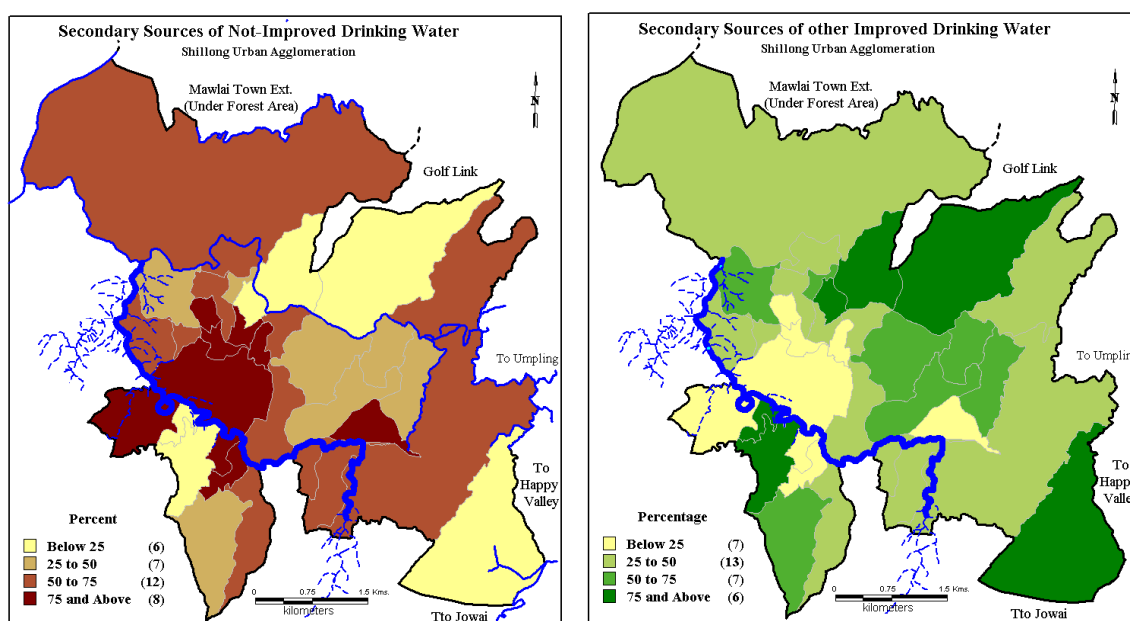 Secondary Sources of Not-Improved Drinking Water
Shillong Urban Agglomeration
Mawlai Town Ext.
(Under Forest Area)
N
Golf Link
To Umpling
To
Happy
Valley
Tto Jowai
Percent
Below 25 (6)
25 to 50 (7)
50 to 75 (12)
75 and Above (8)
0 0.75 1.5 Kms.
kilometers
Secondary Sources of other Improved Drinking Water
Shillong Urban Agglomeration
Mawlai Town Ext.
(Under Forest Area)
N
Golf Link
To Umplin
To
Happy
Valle
Tto Jowai
Percentage
Below 25 (7)
25 to 50 (13)
50 to 75 (7)
75 and Above (6)
0 0.75 1.5 Kms.
kilometers